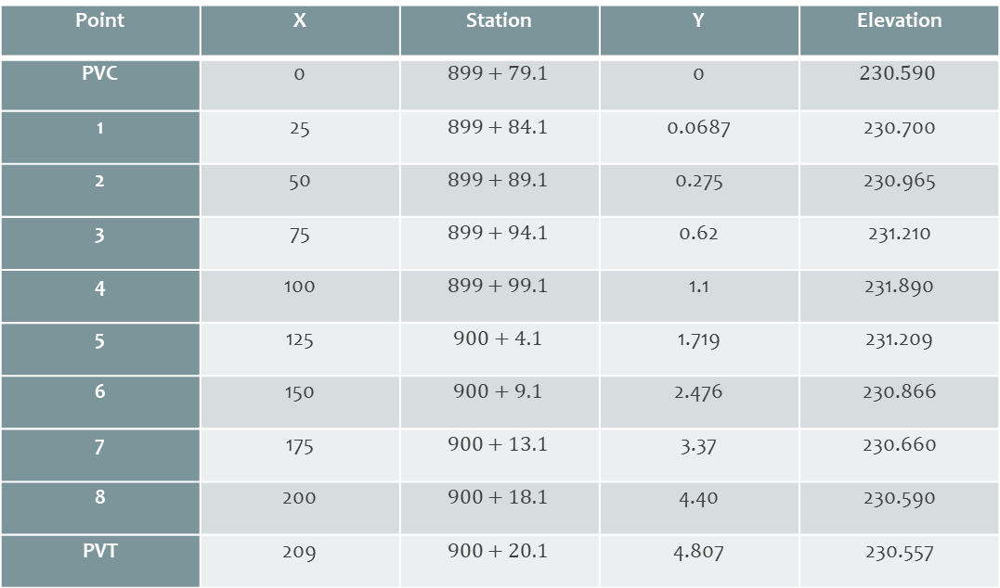 Point X Station Y Elevation
PVC 0 899 + 79.1 0 230.590
1 25 899 + 84.1 0.0687 230.700
2 50 899 + 89.1 0.275 230.965
3 75 899 + 94.1 0.62 231.210
4 100 899 + 99.1 1.1 231.890
5 125 900 + 4.1 1.719 231.209
6 150 900 + 9.1 2.476 230.866
7 175 900 + 13.1 3.37 230.660
8 200 900 + 18.1 4.40 230.590
PVT 209 900 + 20.1 4.807 230.557